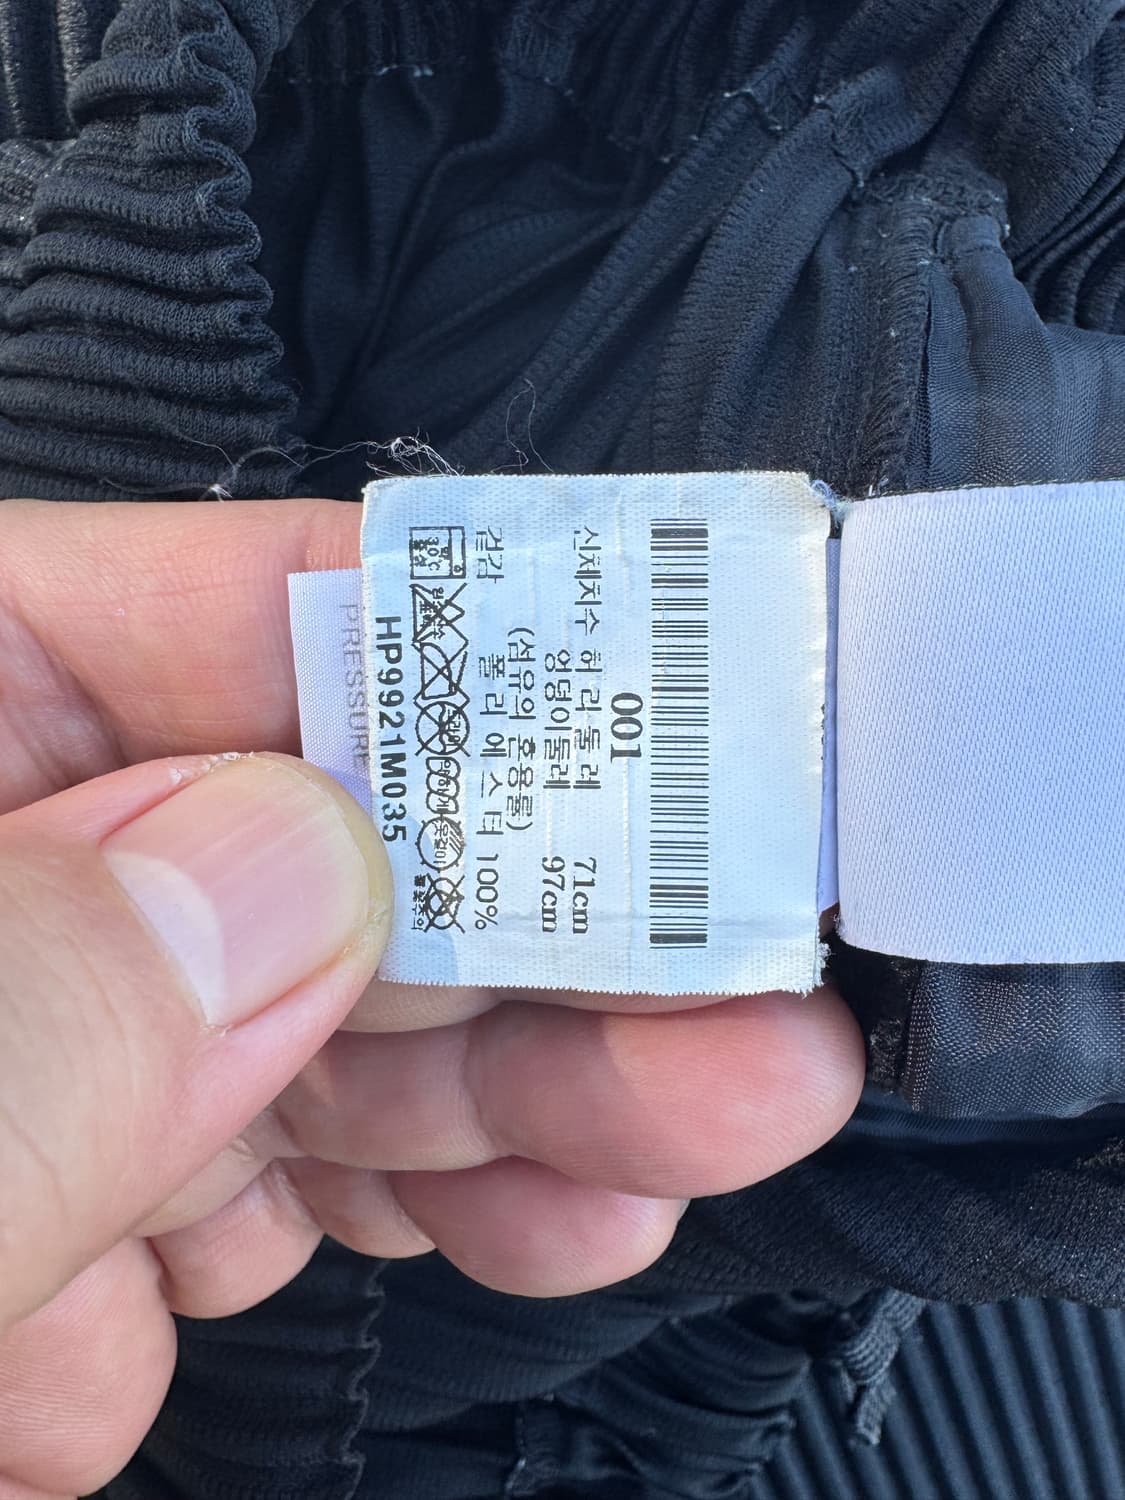 001
신체치수 허리둘레 71cm
엉덩이둘레 97cm
(섬유의 혼용률)
겉감 폴리에스터 100%
30℃
HP9921M035
PRESSURE